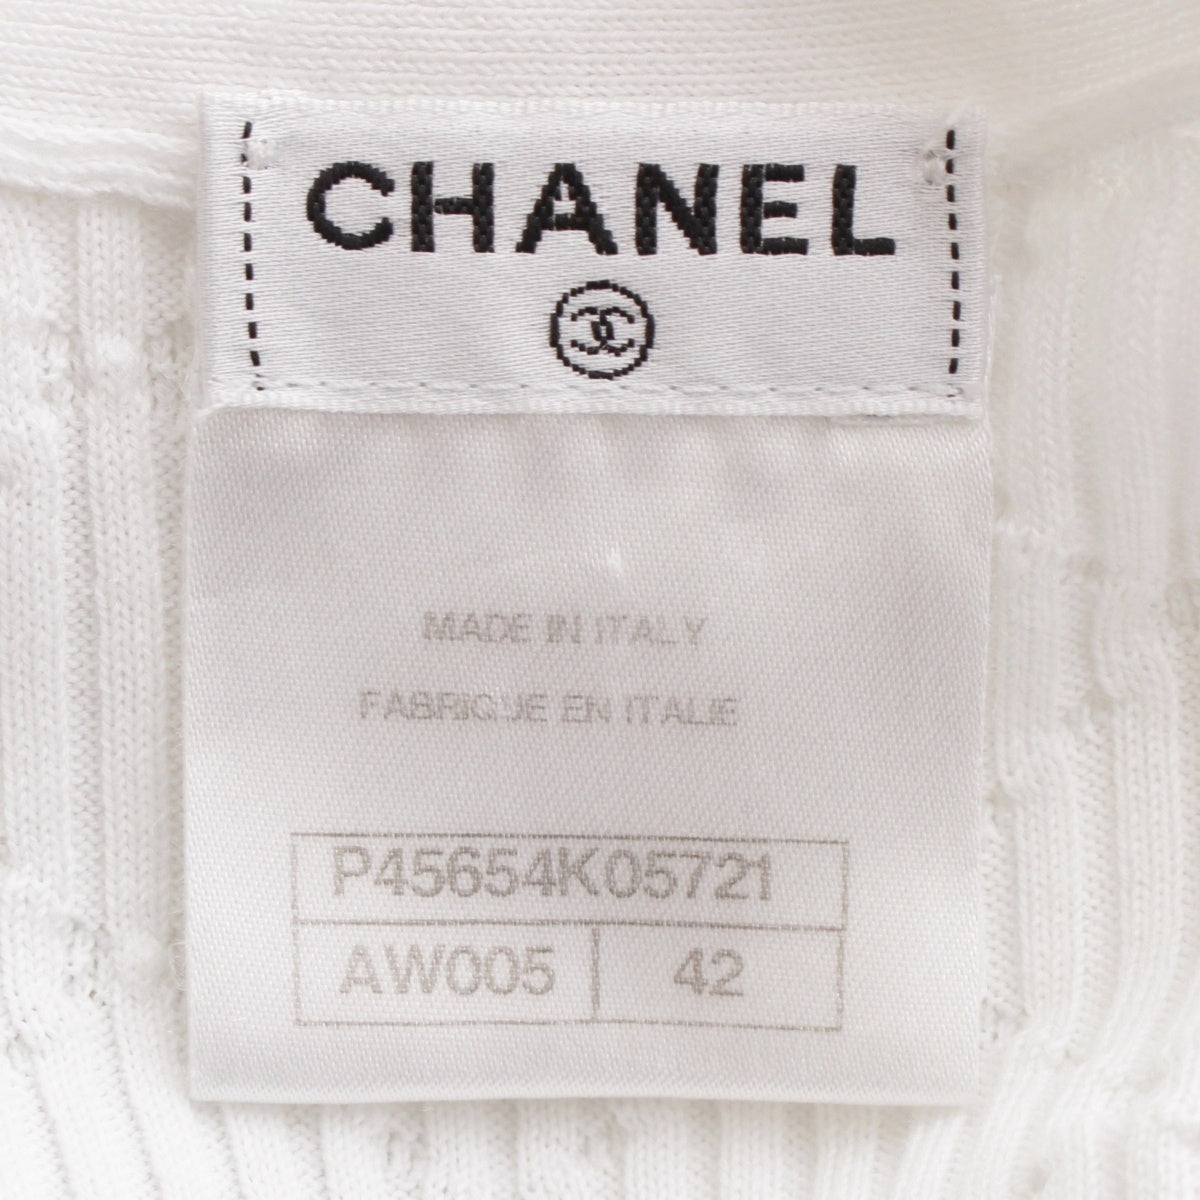 CHANEL
MADE IN ITALY
FABRIQUE EN ITALIE
P45654K05721
AW005 42